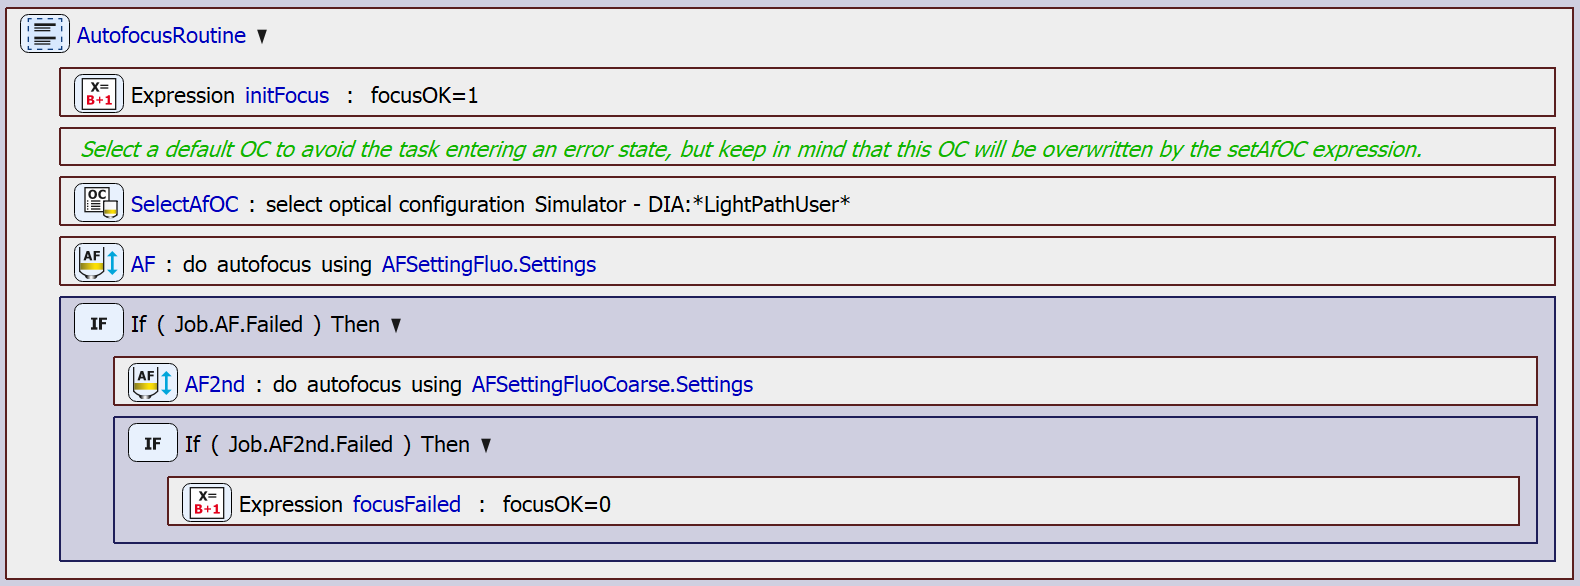 AutofocusRoutine ▼
X=
B+1
Expression initFocus : focusOK=1
Select a default OC to avoid the task entering an error state, but keep in mind that this OC will be overwritten by the setAfOC expression.
OC
SelectAfOC : select optical configuration Simulator - DIA:*LightPathUser*
AF
AF : do autofocus using AFSettingFluo.Settings
IF
If ( Job.AF.Failed ) Then ▼
AF
AF2nd : do autofocus using AFSettingFluoCoarse.Settings
IF
If ( Job.AF2nd.Failed ) Then ▼
X=
B+1
Expression focusFailed : focusOK=0